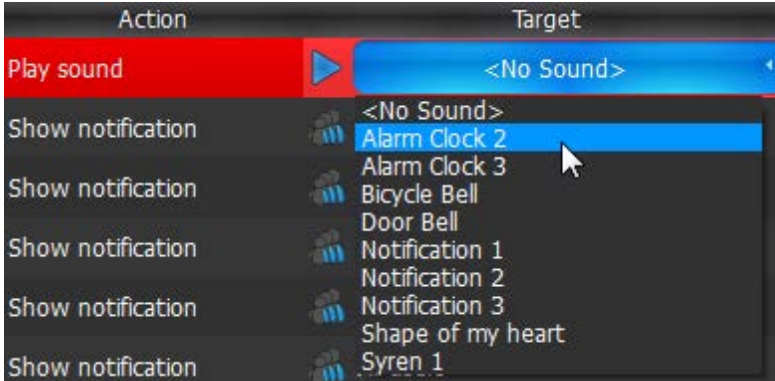 Action Target
Play sound <No Sound>
<No Sound>
Show notification Alarm Clock 2
Alarm Clock 3
Show notification Bicycle Bell
Door Bell
Show notification Notification 1
Notification 2
Show notification Notification 3
Shape of my heart
Show notification Syren 1